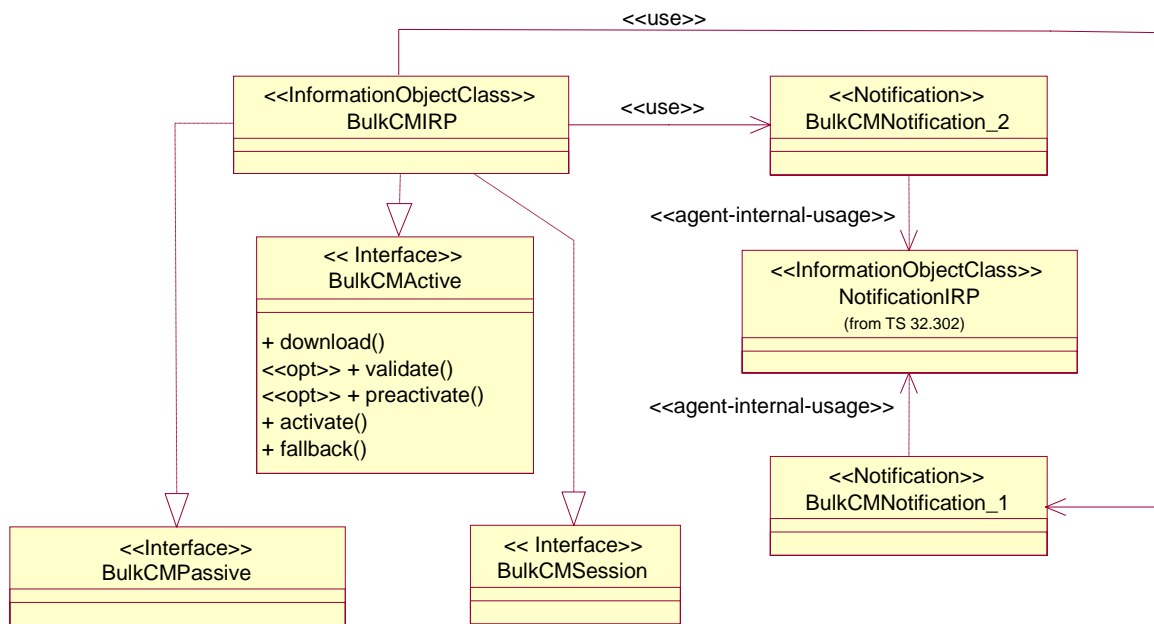 <<use>>
<<InformationObjectClass>>
BulkCMIRP
<<use>>
<<Notification>>
BulkCMNotification_2
<<agent-internal-usage>>
<< Interface>>
BulkCMActive
+ download()
<<opt>> + validate()
<<opt>> + preactivate()
+ activate()
+ fallback()
<<InformationObjectClass>>
NotificationIRP
(from TS 32.302)
<<agent-internal-usage>>
<<Notification>>
BulkCMNotification_1
<<Interface>>
BulkCMPassive
<< Interface>>
BulkCMSession